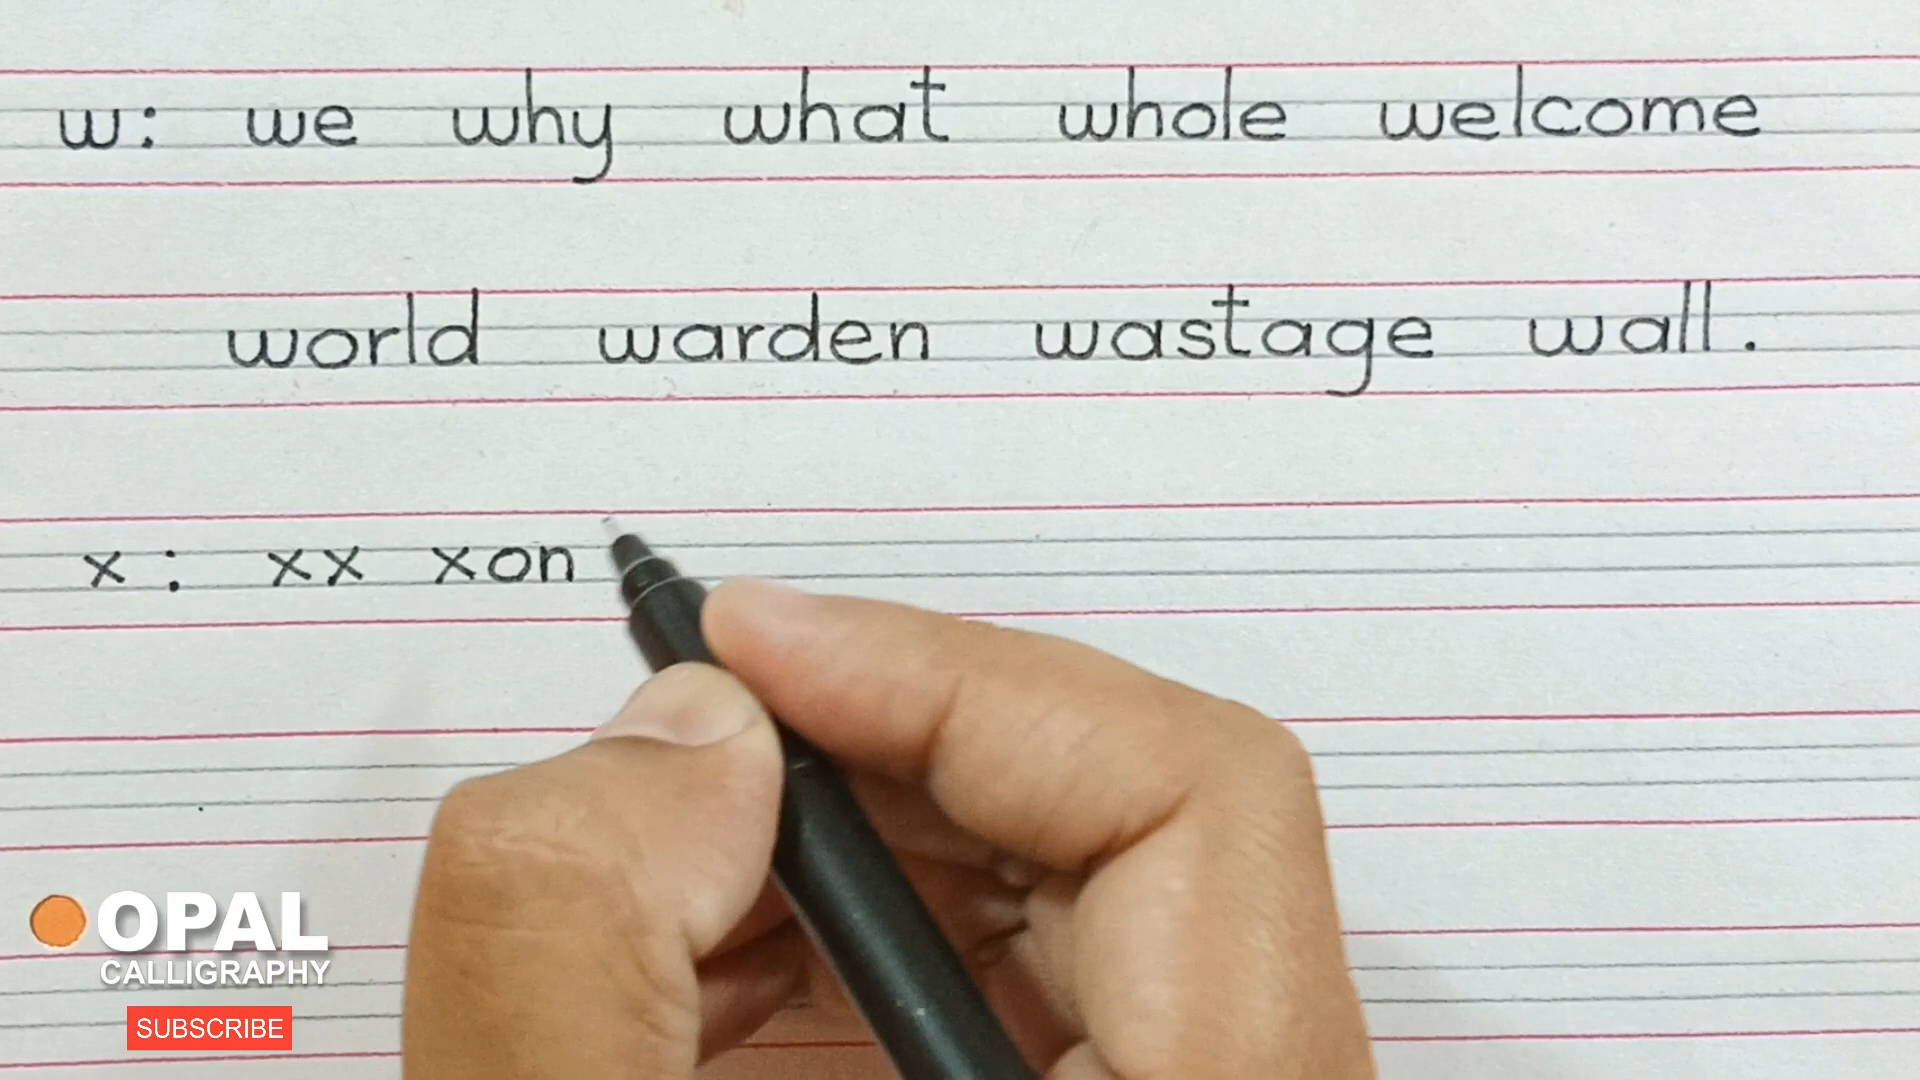 w: we why what whole welcome
world warden wastage wall.
x: xx xon
OPAL
CALLIGRAPHY
SUBSCRIBE